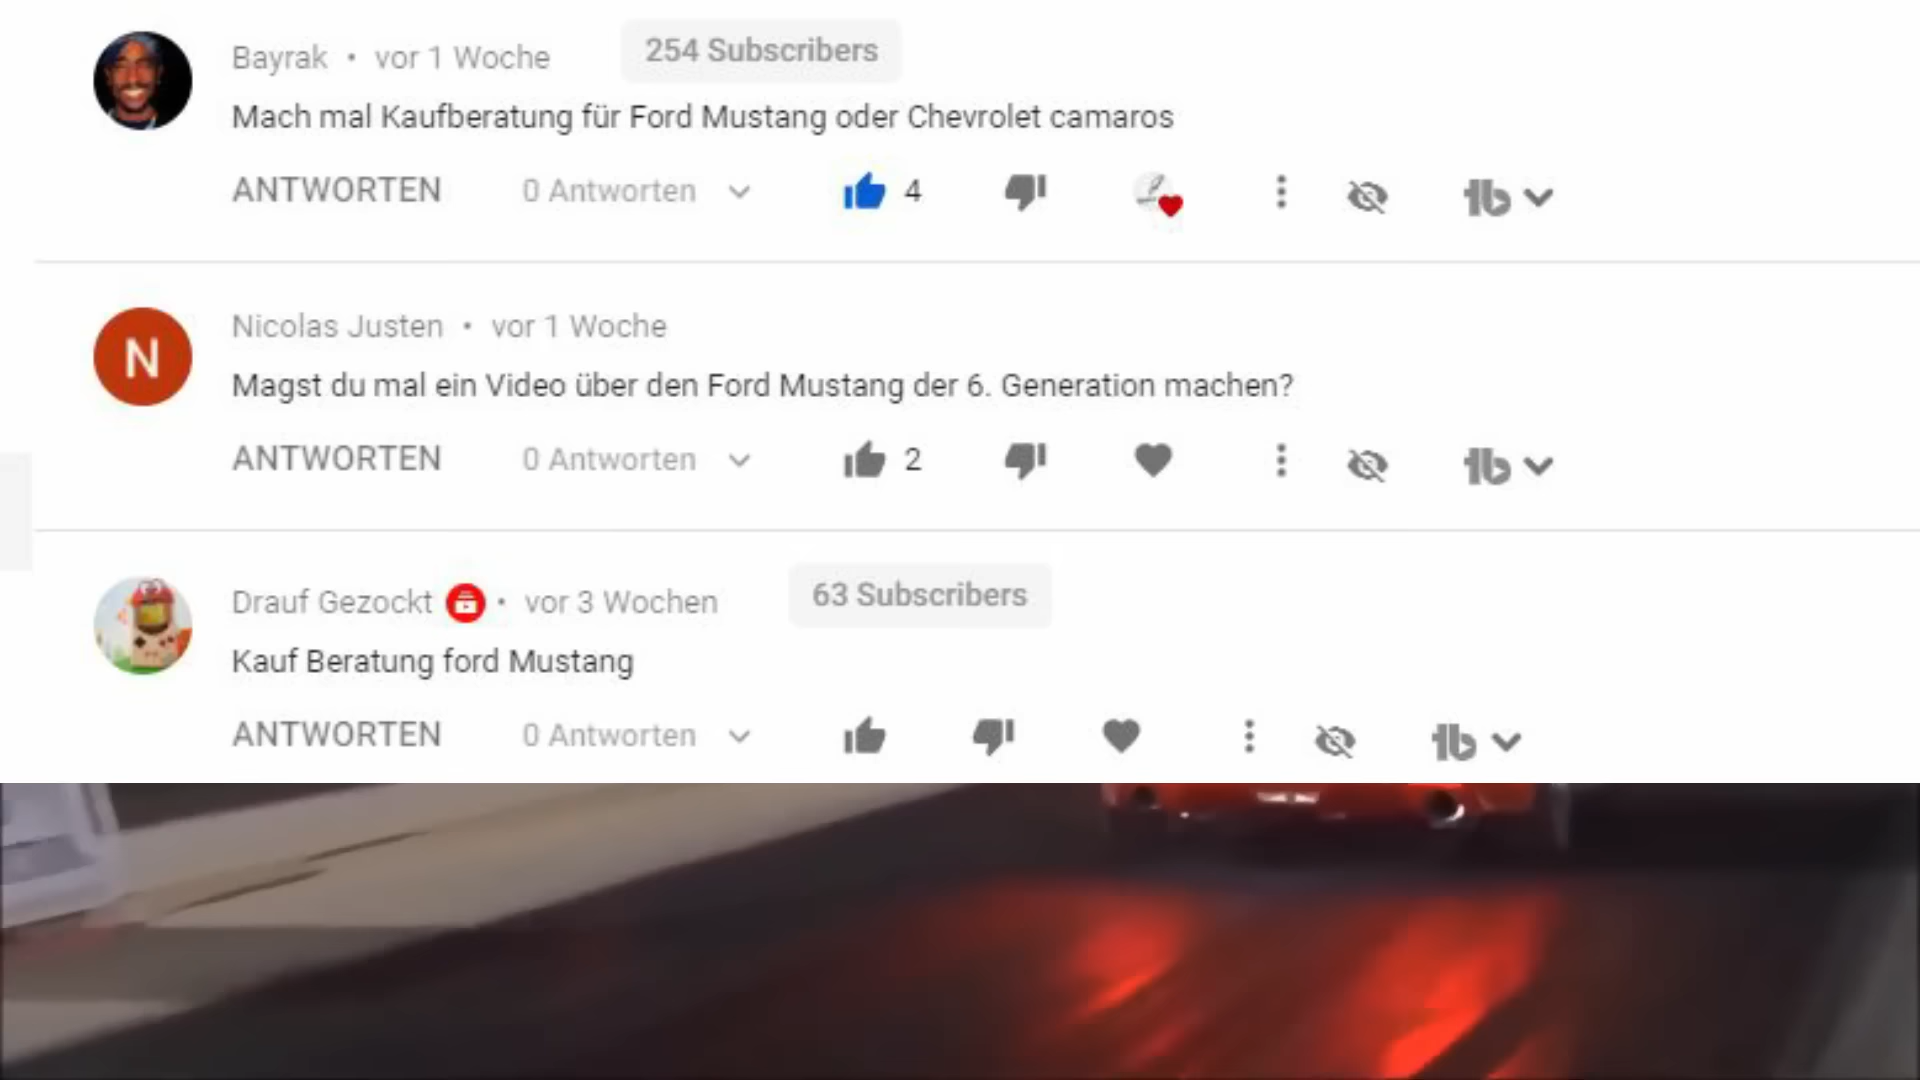 Bayrak • vor 1 Woche 254 Subscribers
Mach mal Kaufberatung für Ford Mustang oder Chevrolet camaros
ANTWORTEN 0 Antworten 4
N
Nicolas Justen • vor 1 Woche
Magst du mal ein Video über den Ford Mustang der 6. Generation machen?
ANTWORTEN 0 Antworten 2
Drauf Gezockt • vor 3 Wochen 63 Subscribers
Kauf Beratung ford Mustang
ANTWORTEN 0 Antworten